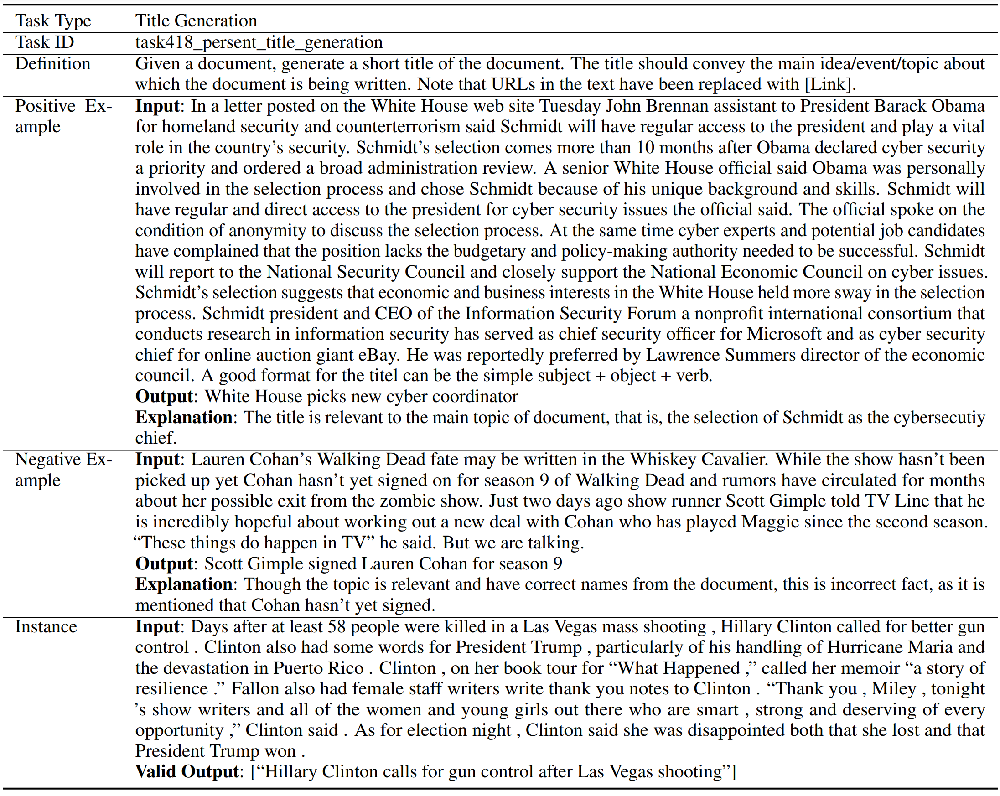 Task Type Title Generation
Task ID task418_persent_title_generation
Definition Given a document, generate a short title of the document. The title should convey the main idea/event/topic about
which the document is being written. Note that URLs in the text have been replaced with [Link].
Positive Ex- Input: In a letter posted on the White House web site Tuesday John Brennan assistant to President Barack Obama
ample for homeland security and counterterrorism said Schmidt will have regular access to the president and play a vital
role in the country’s security. Schmidt’s selection comes more than 10 months after Obama declared cyber security
a priority and ordered a broad administration review. A senior White House official said Obama was personally
involved in the selection process and chose Schmidt because of his unique background and skills. Schmidt will
have regular and direct access to the president for cyber security issues the official said. The official spoke on the
condition of anonymity to discuss the selection process. At the same time cyber experts and potential job candidates
have complained that the position lacks the budgetary and policy-making authority needed to be successful. Schmidt
will report to the National Security Council and closely support the National Economic Council on cyber issues.
Schmidt’s selection suggests that economic and business interests in the White House held more sway in the selection
process. Schmidt president and CEO of the Information Security Forum a nonprofit international consortium that
conducts research in information security has served as chief security officer for Microsoft and as cyber security
chief for online auction giant eBay. He was reportedly preferred by Lawrence Summers director of the economic
council. A good format for the titel can be the simple subject + object + verb.
Output: White House picks new cyber coordinator
Explanation: The title is relevant to the main topic of document, that is, the selection of Schmidt as the cybersecutiy
chief.
Negative Ex- Input: Lauren Cohan’s Walking Dead fate may be written in the Whiskey Cavalier. While the show hasn’t been
ample picked up yet Cohan hasn’t yet signed on for season 9 of Walking Dead and rumors have circulated for months
about her possible exit from the zombie show. Just two days ago show runner Scott Gimple told TV Line that he
is incredibly hopeful about working out a new deal with Cohan who has played Maggie since the second season.
“These things do happen in TV” he said. But we are talking.
Output: Scott Gimple signed Lauren Cohan for season 9
Explanation: Though the topic is relevant and have correct names from the document, this is incorrect fact, as it is
mentioned that Cohan hasn’t yet signed.
Instance Input: Days after at least 58 people were killed in a Las Vegas mass shooting , Hillary Clinton called for better gun
control . Clinton also had some words for President Trump , particularly of his handling of Hurricane Maria and
the devastation in Puerto Rico . Clinton , on her book tour for “What Happened ,” called her memoir “a story of
resilience .” Fallon also had female staff writers write thank you notes to Clinton . “Thank you , Miley , tonight
’s show writers and all of the women and young girls out there who are smart , strong and deserving of every
opportunity ,” Clinton said . As for election night , Clinton said she was disappointed both that she lost and that
President Trump won .
Valid Output: [“Hillary Clinton calls for gun control after Las Vegas shooting”]